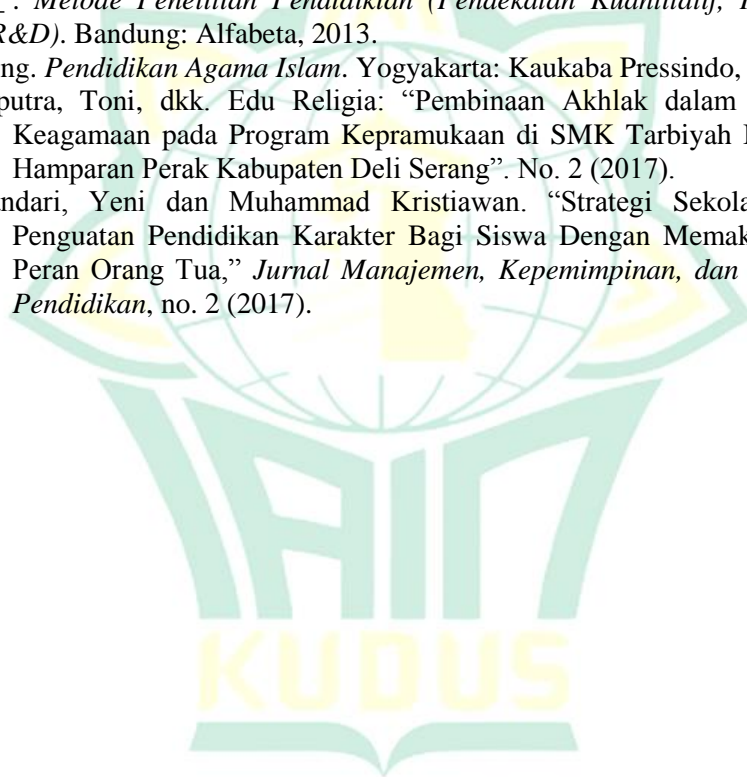 . Metode Penelitian Pendidikan (Pendekatan Kuantitatif,
R&D). Bandung: Alfabeta, 2013.
ng. Pendidikan Agama Islam. Yogyakarta: Kaukaba Pressindo,
putra, Toni, dkk. Edu Religia: “Pembinaan Akhlak dalam
Keagamaan pada Program Kepramukaan di SMK Tarbiyah
Hamparan Perak Kabupaten Deli Serang”. No. 2 (2017).
ndari, Yeni dan Muhammad Kristiawan. “Strategi Sekola
Penguatan Pendidikan Karakter Bagi Siswa Dengan Memak
Peran Orang Tua,” Jurnal Manajemen, Kepemimpinan, dan
Pendidikan, no. 2 (2017).
IAIN
KUDUS